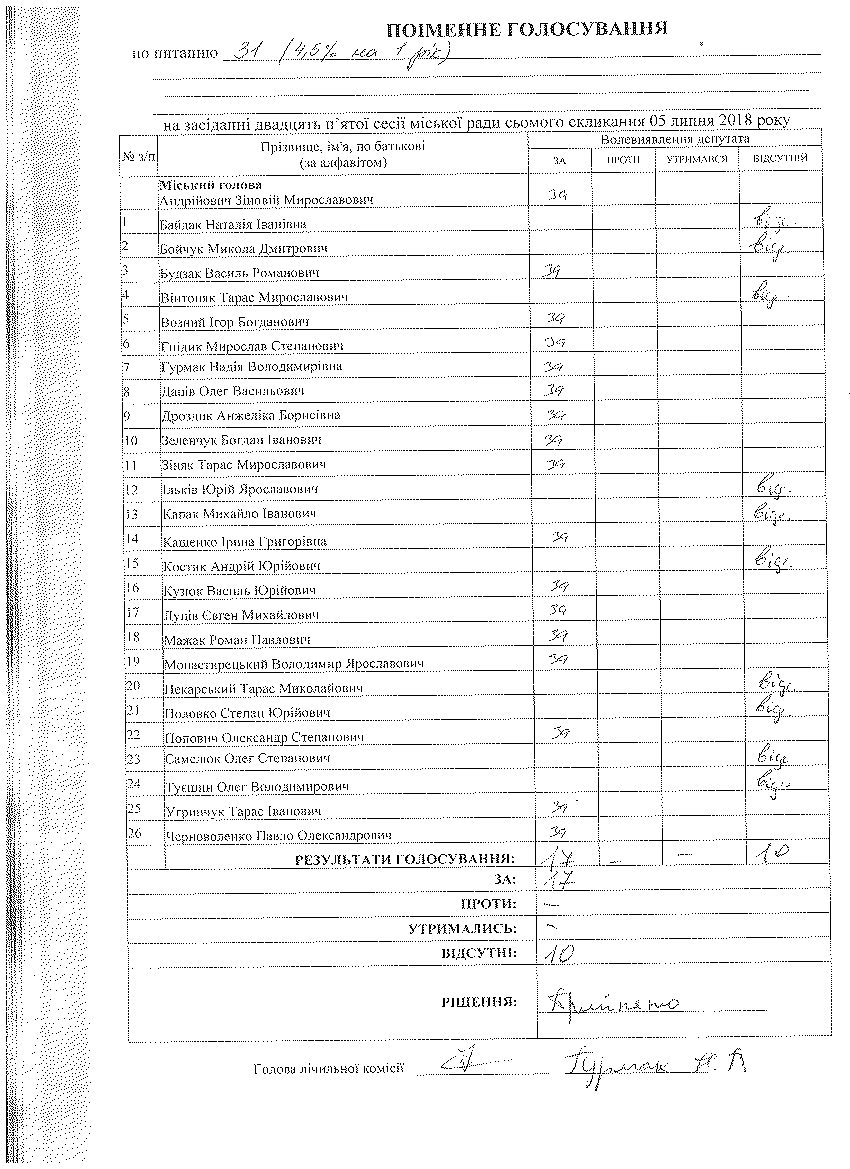 ПОІМЕННЕ ГОЛОСУВАННЯ
по питанню 31 (4,5% на 1 рік)
на засіданні двадцять п'ятої сесії міської ради сьомого скликання 05 липня 2018 року
№ з/п Прізвище, ім'я, по батькові (за алфавітом) Волевиявлення депутата
ЗА ПРОТИ УТРИМАВСЯ ВІДСУТНІЙ
Міський голова
Андрійович Зіновій Мирославович за
1 Байдак Наталія Іванівна від.
2 Бойчук Микола Дмитрович від.
3 Будзак Василь Романович за
4 Вінтоняк Тарас Мирославович від
5 Возний Ігор Богданович за
6 Гнідик Мирослав Степанович за
7 Гурмак Надія Володимирівна за
8 Даців Олег Васильович за
9 Дроздик Анжеліка Борисівна за
10 Зеленчук Богдан Іванович за
11 Зіняк Тарас Мирославович за
12 Ільків Юрій Ярославович від.
13 Капак Михайло Іванович від.
14 Кащенко Ірина Григорівна за
15 Костик Андрій Юрійович від.
16 Кузюк Василь Юрійович за
17 Лупів Євген Михайлович за
18 Мажак Роман Павлович за
19 Монастирецький Володимир Ярославович за
20 Пекарський Тарас Миколайович від.
21 Половко Степан Юрійович від
22 Попович Олександр Степанович за
23 Самелюк Олег Степанович від
24 Туєшин Олег Володимирович від.
25 Угринчук Тарас Іванович за
26 Черноволенко Павло Олександрович за
РЕЗУЛЬТАТИ ГОЛОСУВАННЯ: 17 – – 10
ЗА: 17
ПРОТИ: –
УТРИМАЛИСЬ: –
ВІДСУТНІ: 10
РІШЕННЯ: Прийнято
Голова лічильної комісії Гурмак Н. В